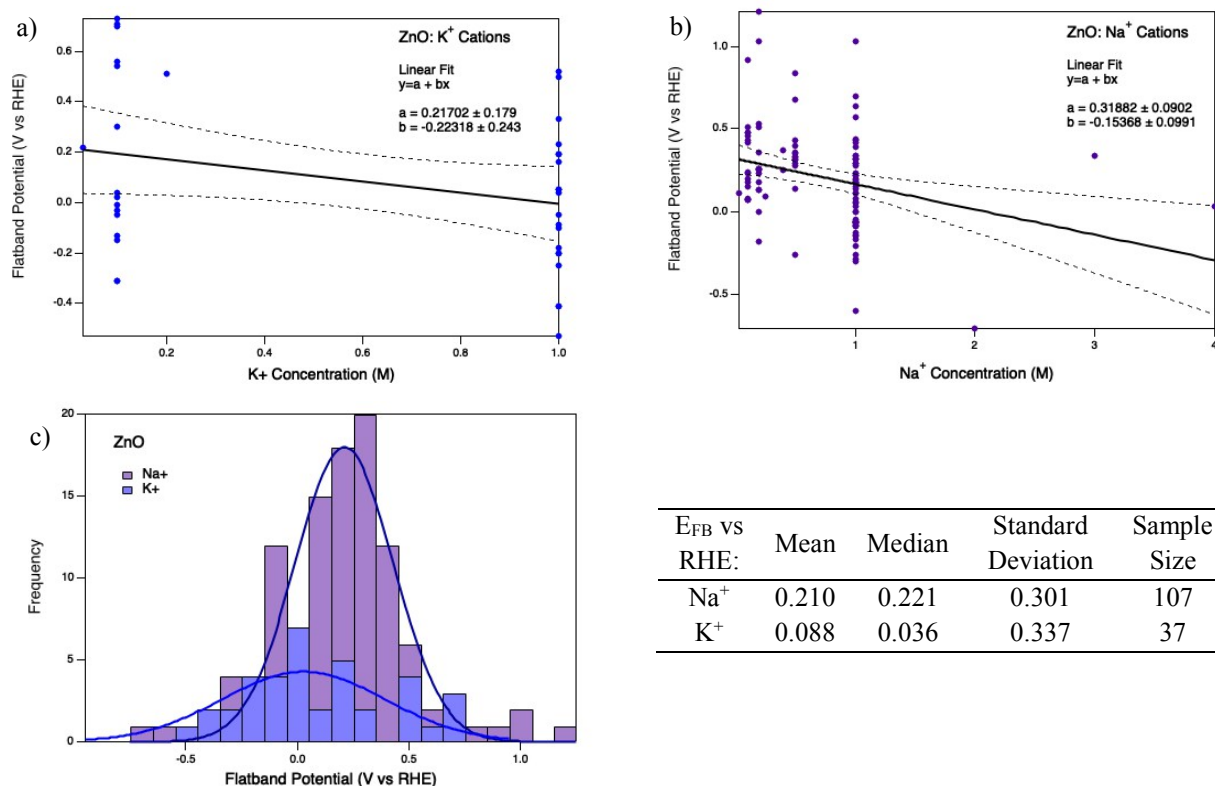 a)
ZnO: K⁺ Cations
Linear Fit
y=a + bx
a = 0.21702 ± 0.179
b = -0.22318 ± 0.243
Flatband Potential (V vs RHE)
0.6
0.4
0.2
0.0
-0.2
-0.4
0.2
0.4
0.6
0.8
1.0
K+ Concentration (M)
b)
ZnO: Na⁺ Cations
Linear Fit
y=a + bx
a = 0.31882 ± 0.0902
b = -0.15368 ± 0.0991
Flatband Potential (V vs RHE)
1.0
0.5
0.0
-0.5
1
2
3
4
Na⁺ Concentration (M)
c)
ZnO
Na+
K+
Frequency
20
15
10
5
0
-0.5
0.0
0.5
1.0
Flatband Potential (V vs RHE)
E_FB vs RHE: Mean Median Standard Deviation Sample Size
Na⁺ 0.210 0.221 0.301 107
K⁺ 0.088 0.036 0.337 37